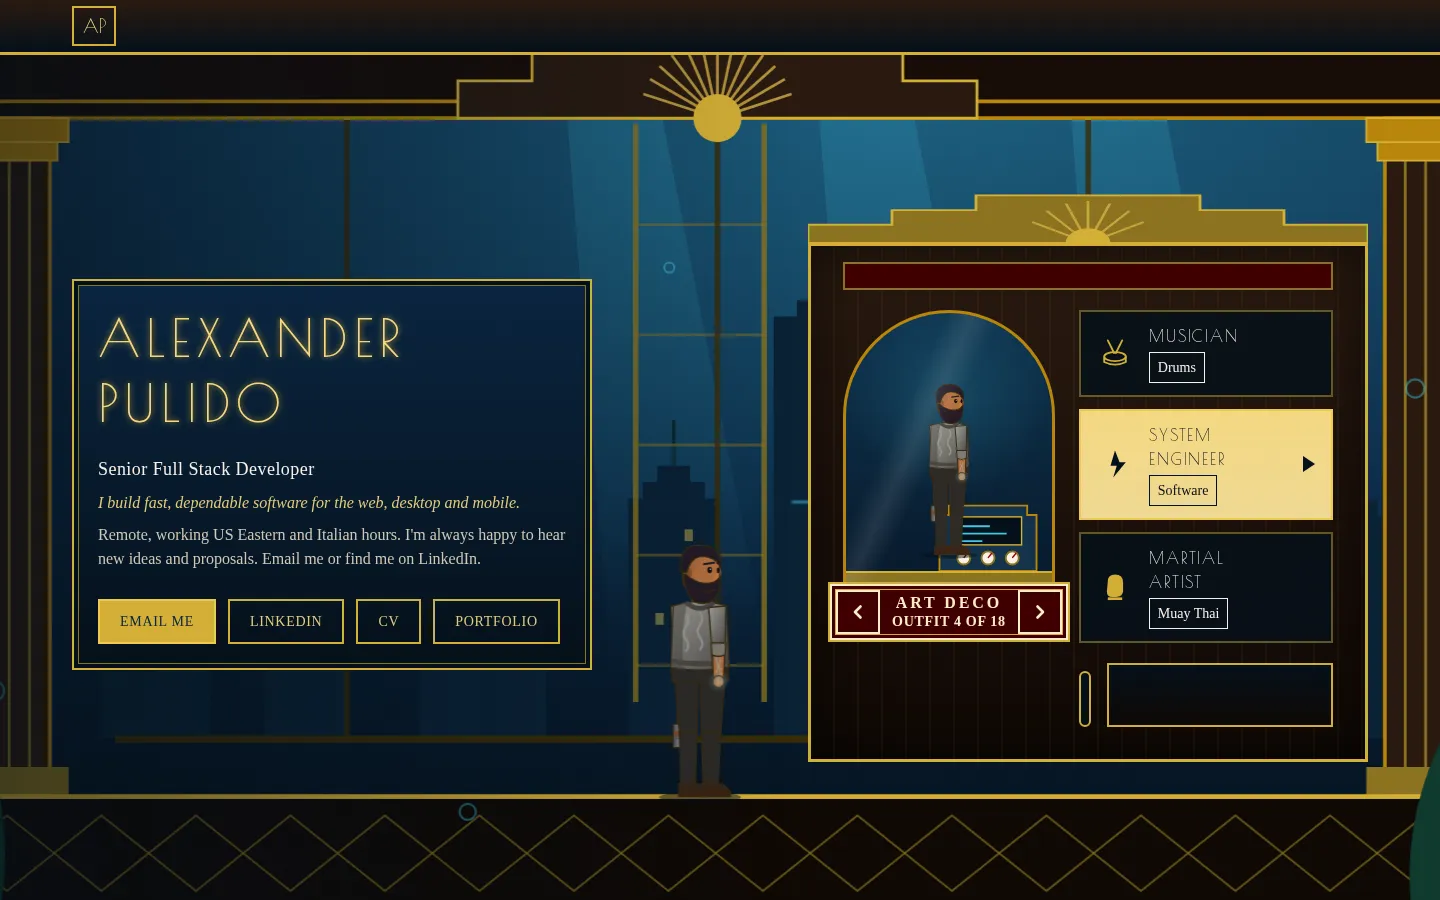 AP
ALEXANDER
PULIDO
Senior Full Stack Developer
I build fast, dependable software for the web, desktop and mobile.
Remote, working US Eastern and Italian hours. I'm always happy to hear
new ideas and proposals. Email me or find me on LinkedIn.
EMAIL ME
LINKEDIN
CV
PORTFOLIO
MUSICIAN
Drums
SYSTEM
ENGINEER
Software
MARTIAL
ARTIST
Muay Thai
ART DECO
OUTFIT 4 OF 18